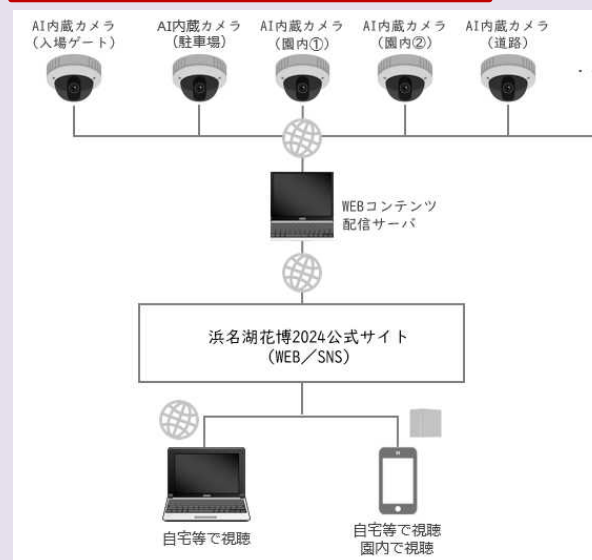 AI内蔵カメラ
(入場ゲート)
AI内蔵カメラ
(駐車場)
AI内蔵カメラ
(園内①)
AI内蔵カメラ
(園内②)
AI内蔵カメラ
(道路)
WEBコンテンツ
配信サーバ
浜名湖花博2024公式サイト
(WEB/SNS)
自宅等で視聴
自宅等で視聴
園内で視聴